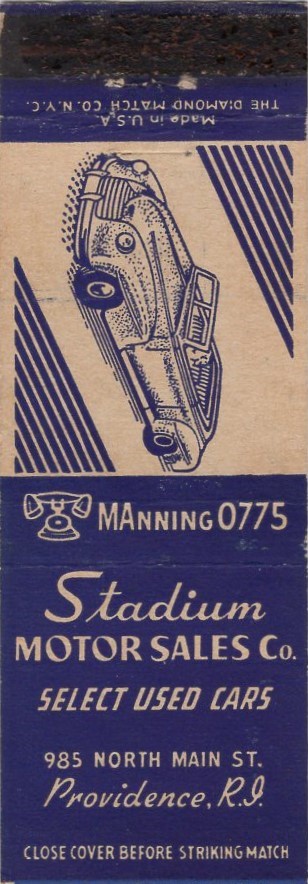 Made in U.S.A.
THE DIAMOND MATCH CO. N.Y.C.
MAnning 0775
Stadium
MOTOR SALES Co.
SELECT USED CARS
985 NORTH MAIN ST.
Providence, R.I.
CLOSE COVER BEFORE STRIKING MATCH